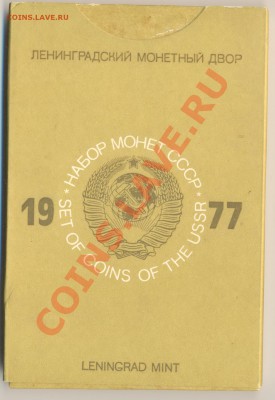 COINS.LAVE.RU
ЛЕНИНГРАДСКИЙ МОНЕТНЫЙ ДВОР
• НАБОР МОНЕТ СССР •
19 77
SET OF COINS OF THE USSR
LENINGRAD MINT
COINS.LAVE.RU